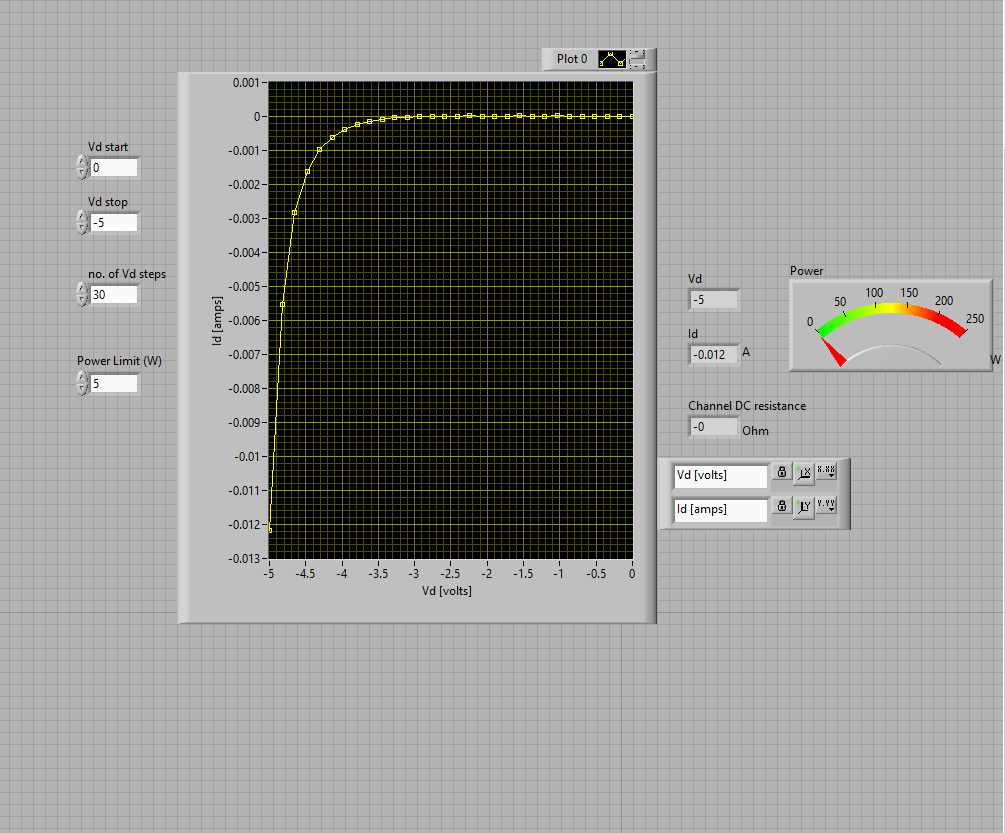 Plot 0
0.001
0
-0.001
-0.002
-0.003
-0.004
-0.005
-0.006
-0.007
-0.008
-0.009
-0.01
-0.011
-0.012
-0.013
Id [amps]
-5 -4.5 -4 -3.5 -3 -2.5 -2 -1.5 -1 -0.5 0
Vd [volts]
Vd start
0
Vd stop
-5
no. of Vd steps
30
Power Limit (W)
5
Vd
-5
Id
-0.012 A
Channel DC resistance
-0 Ohm
Power
0 50 100 150 200 250
W
Vd [volts] X.XX
Id [amps] Y.YY